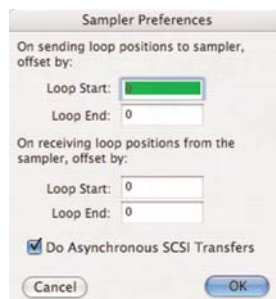 Sampler Preferences
On sending loop positions to sampler,
offset by:
Loop Start: 0
Loop End: 0
On receiving loop positions from the
sampler, offset by:
Loop Start: 0
Loop End: 0
Do Asynchronous SCSI Transfers
Cancel OK